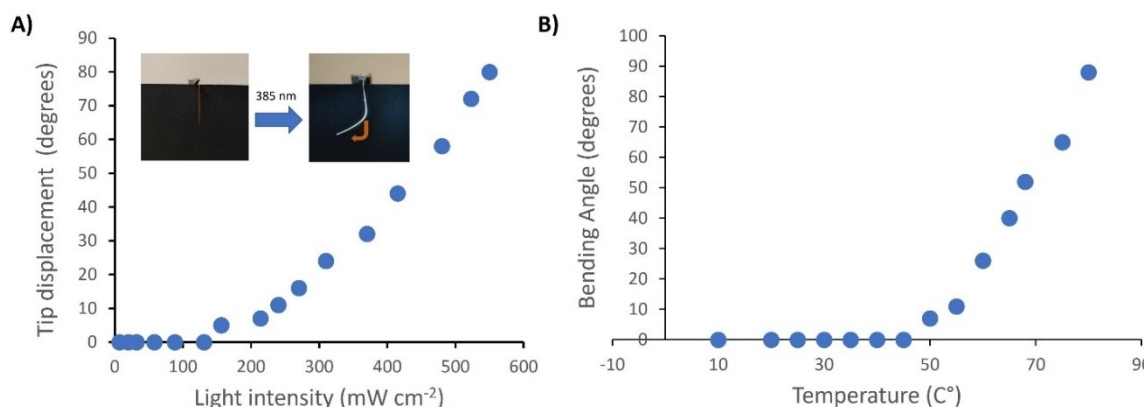 A)
90
80
70
60
50
40
30
20
10
0
Tip displacement (degrees)
385 nm
0 100 200 300 400 500 600
Light intensity (mW cm⁻²)
B)
100
90
80
70
60
50
40
30
20
10
0
Bending Angle (degrees)
-10 10 30 50 70 90
Temperature (C°)